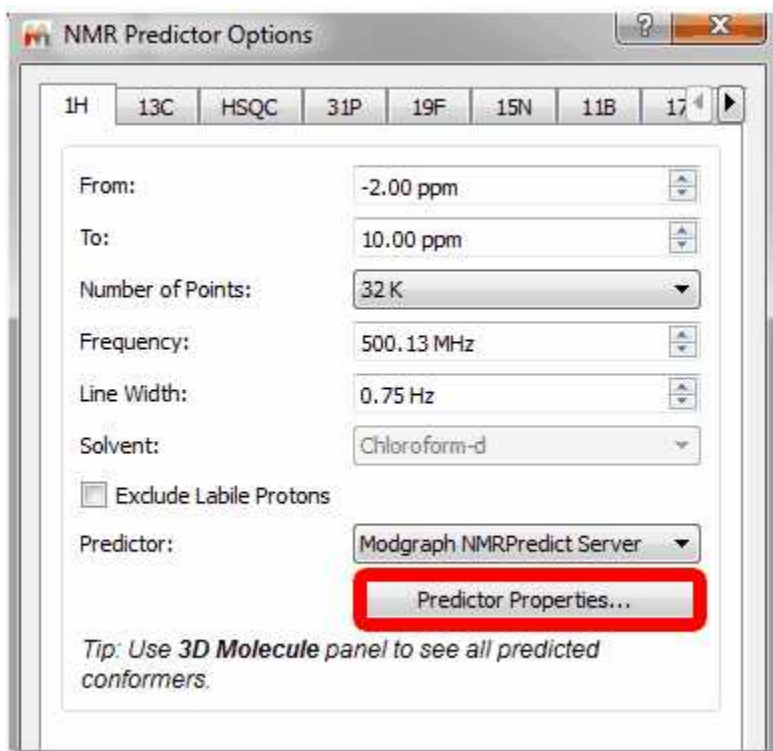 NMR Predictor Options
1H 13C HSQC 31P 19F 15N 11B 17
From: -2.00 ppm
To: 10.00 ppm
Number of Points: 32 K
Frequency: 500.13 MHz
Line Width: 0.75 Hz
Solvent: Chloroform-d
Exclude Labile Protons
Predictor: Modgraph NMRPredict Server
Predictor Properties...
Tip: Use 3D Molecule panel to see all predicted
conformers.